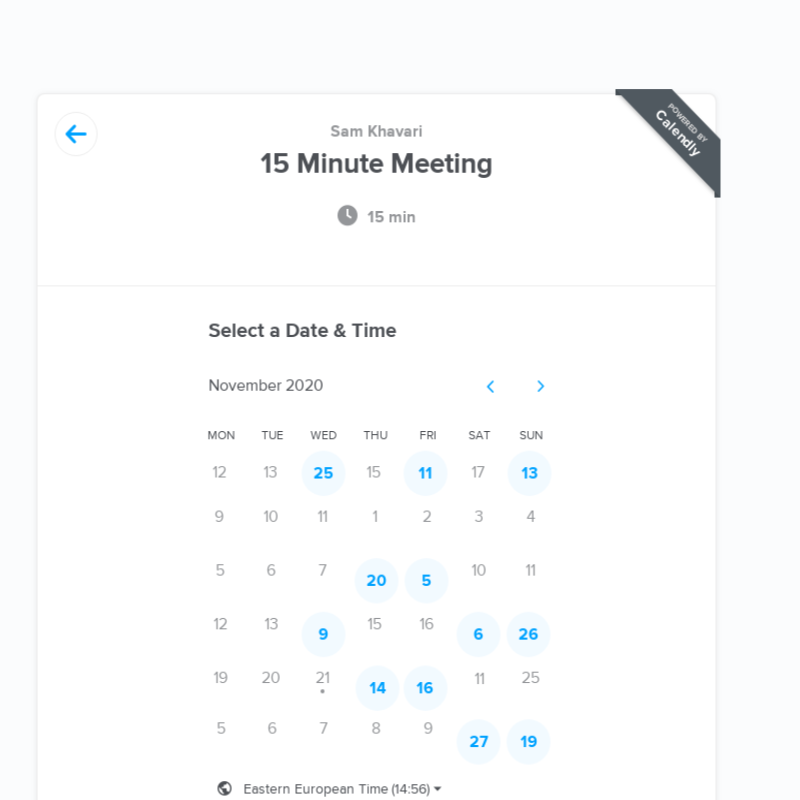 POWERED BY
Calendly
Sam Khavari
15 Minute Meeting
15 min
Select a Date & Time
November 2020
MON TUE WED THU FRI SAT SUN
12 13 25 15 11 17 13
9 10 11 1 2 3 4
5 6 7 20 5 10 11
12 13 9 15 16 6 26
19 20 21 14 16 11 25
5 6 7 8 9 27 19
Eastern European Time (14:56)